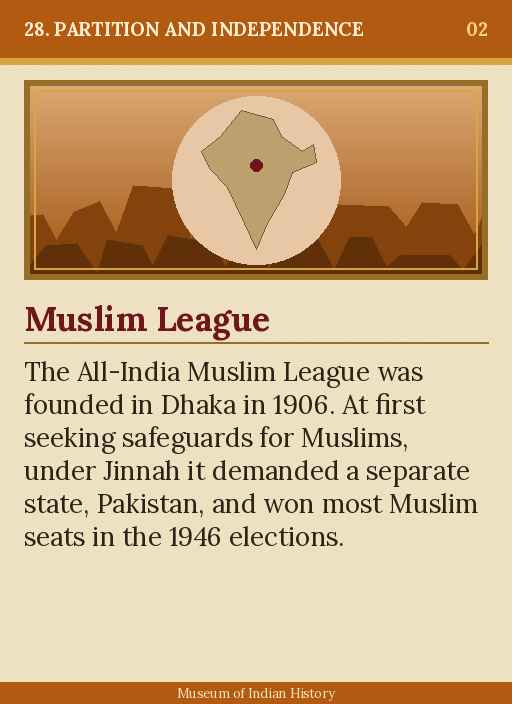 28. PARTITION AND INDEPENDENCE 02
Muslim League
The All-India Muslim League was
founded in Dhaka in 1906. At first
seeking safeguards for Muslims,
under Jinnah it demanded a separate
state, Pakistan, and won most Muslim
seats in the 1946 elections.
Museum of Indian History